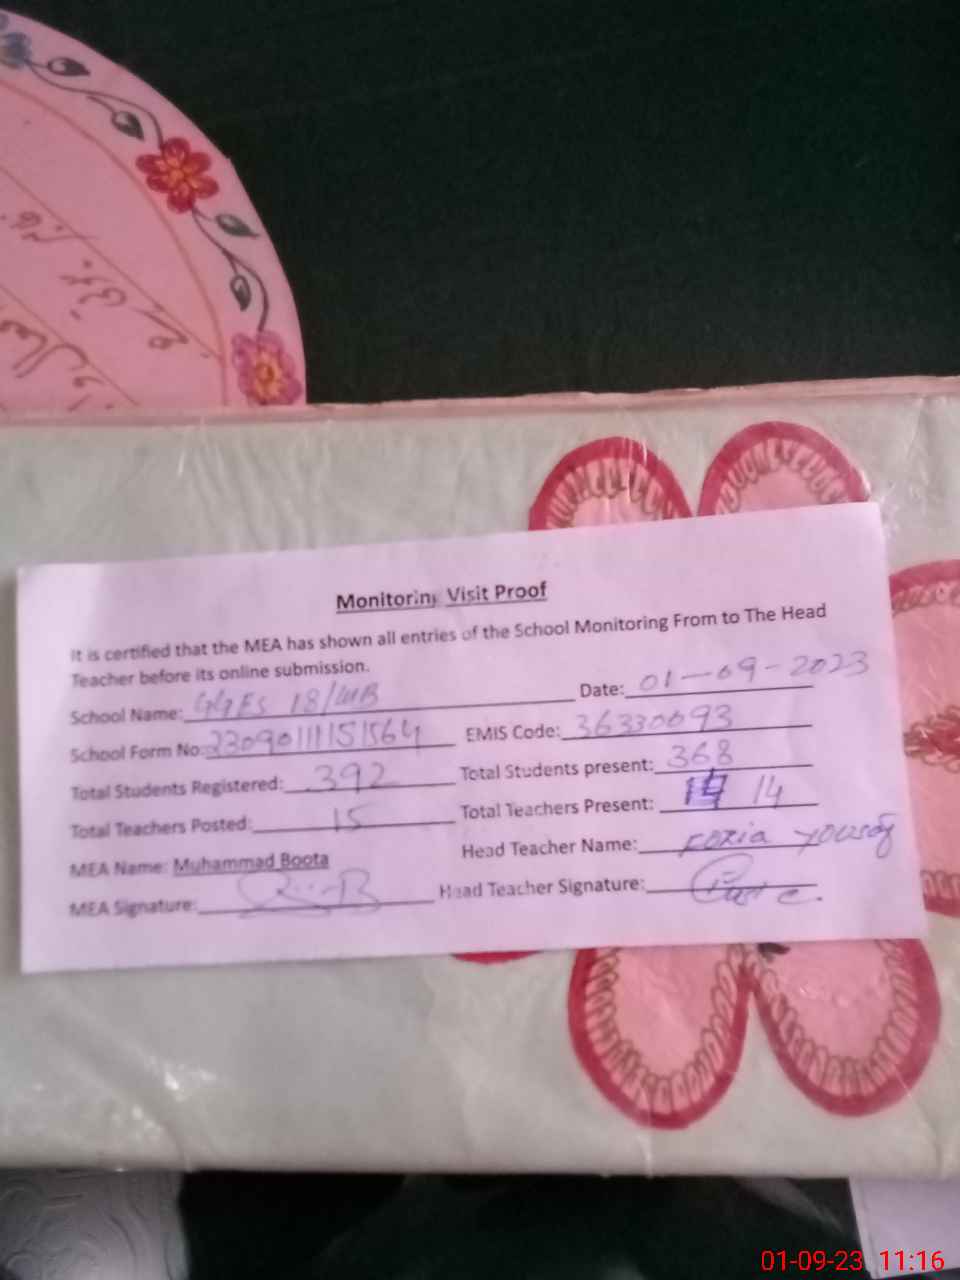 Monitoring Visit Proof
It is certified that the MEA has shown all entries of the School Monitoring From to The Head
Teacher before its online submission.
School Name: GGES 18/WB Date: 01-09-2023
School Form No: 23090111151564 EMIS Code: 36330693
Total Students Registered: 392 Total Students present: 368
Total Teachers Posted: 15 Total Teachers Present: 14
MEA Name: Muhammad Boota Head Teacher Name: Fozia Yousaf
MEA Signature: Head Teacher Signature:
01-09-23 11:16